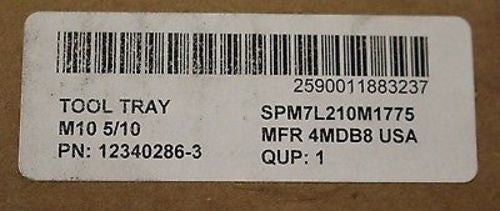 2590011883237
TOOL TRAY SPM7L210M1775
M10 5/10 MFR 4MDB8 USA
PN: 12340286-3 QUP: 1